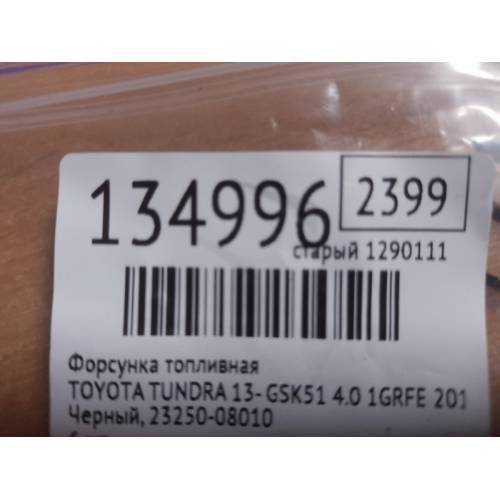 134996 2399
старый 1290111
Форсунка топливная
TOYOTA TUNDRA 13- GSK51 4.0 1GRFE 201
Черный, 23250-08010